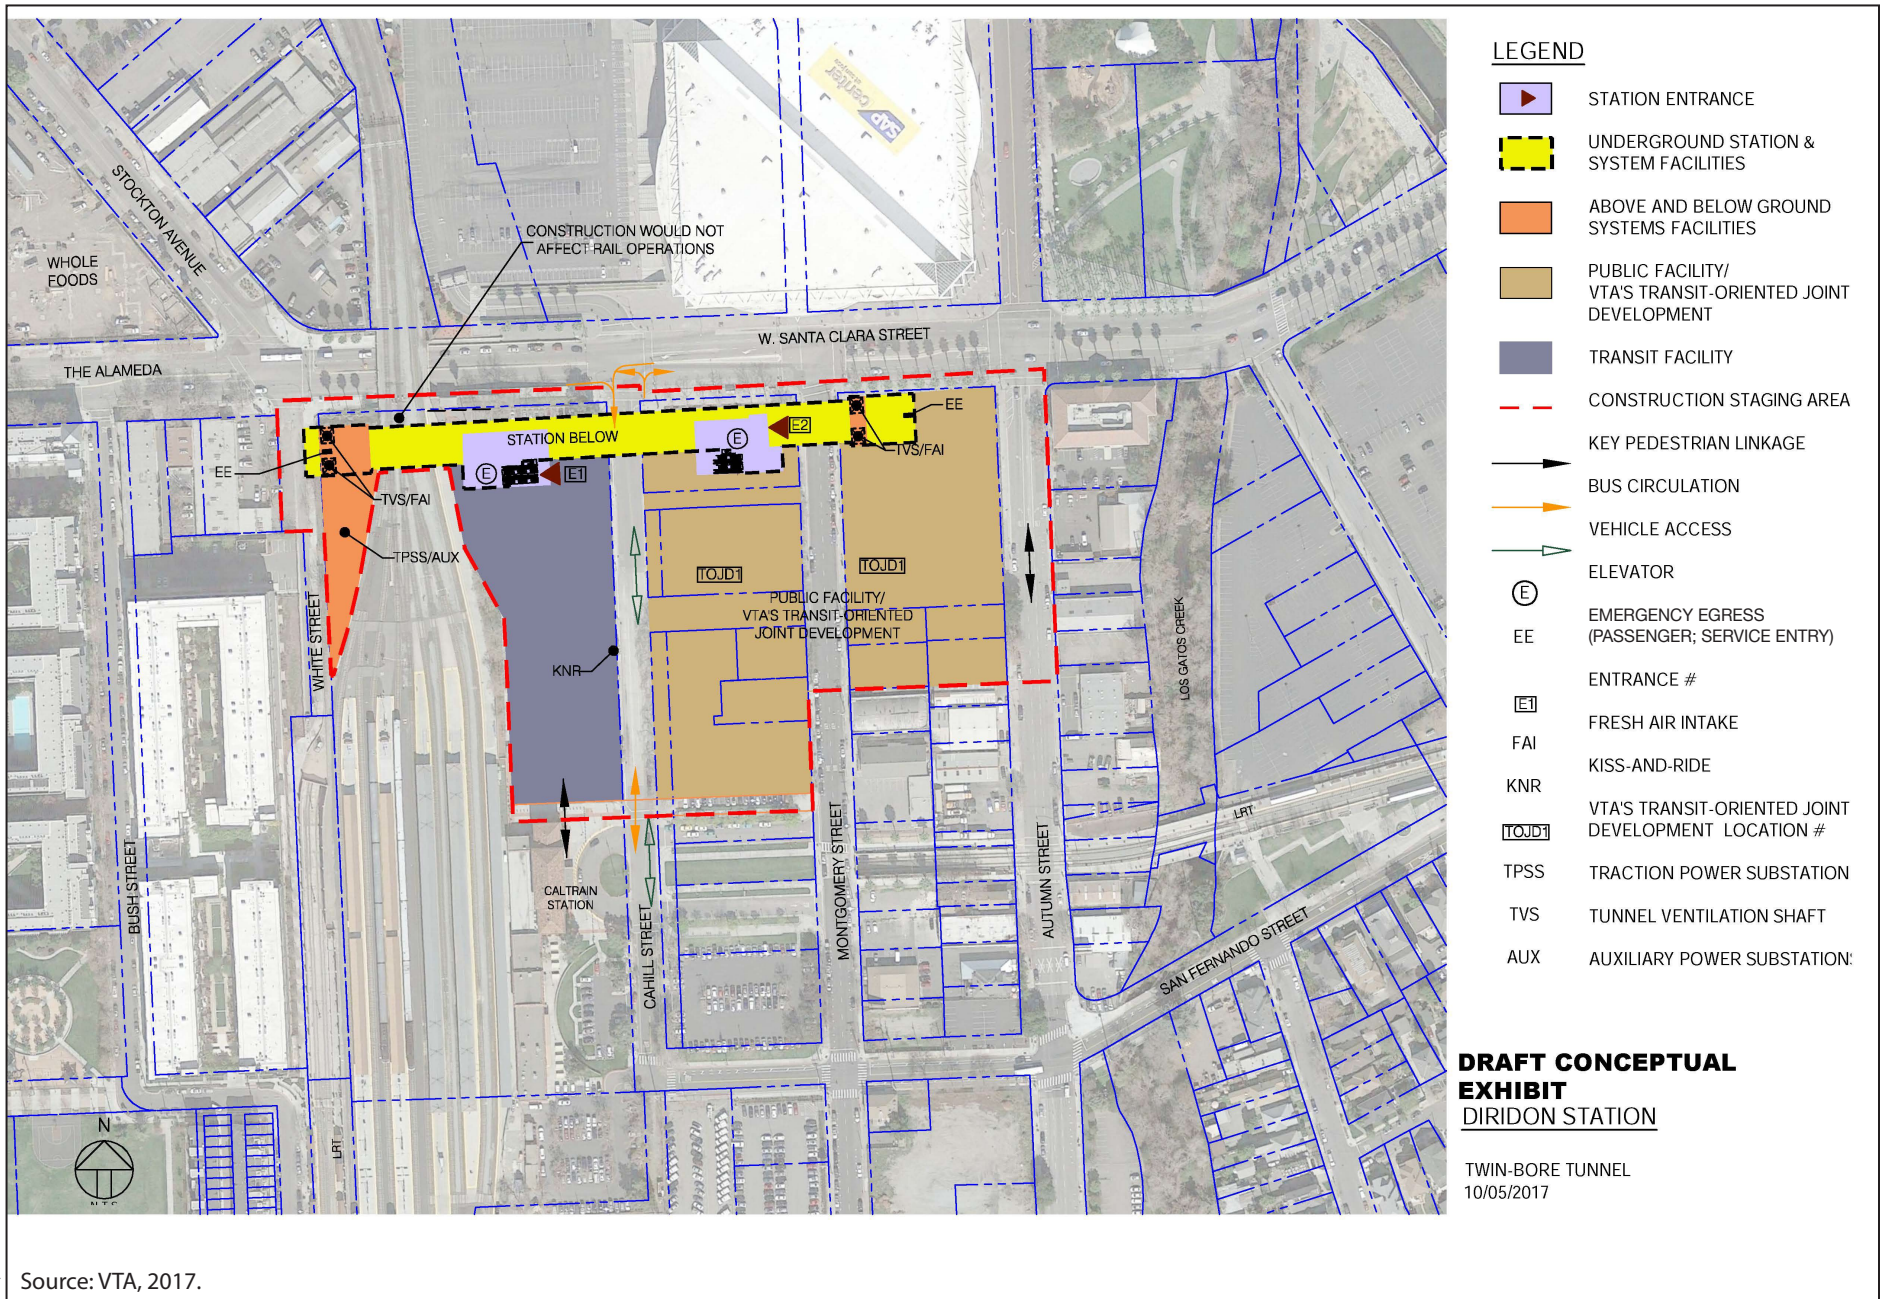 STOCKTON AVENUE
WHOLE
FOODS
CONSTRUCTION WOULD NOT
AFFECT RAIL OPERATIONS
SAP
center
W. SANTA CLARA STREET
THE ALAMEDA
EE
TVS/FAI
TPSS/AUX
STATION BELOW
E
E1
E
E2
EE
TVS/FAI
TOJD1
TOJD1
PUBLIC FACILITY/
VTA'S TRANSIT-ORIENTED
JOINT DEVELOPMENT
KNR
WHITE STREET
BUSH STREET
CALTRAIN
STATION
CAHILL STREET
MONTGOMERY STREET
AUTUMN STREET
LOS GATOS CREEK
LRT
SAN FERNANDO STREET
LRT
N
LEGEND
STATION ENTRANCE
UNDERGROUND STATION &
SYSTEM FACILITIES
ABOVE AND BELOW GROUND
SYSTEMS FACILITIES
PUBLIC FACILITY/
VTA'S TRANSIT-ORIENTED JOINT
DEVELOPMENT
TRANSIT FACILITY
CONSTRUCTION STAGING AREA
KEY PEDESTRIAN LINKAGE
BUS CIRCULATION
VEHICLE ACCESS
ELEVATOR
E
EMERGENCY EGRESS
EE (PASSENGER; SERVICE ENTRY)
ENTRANCE #
E1
FRESH AIR INTAKE
FAI
KISS-AND-RIDE
KNR
VTA'S TRANSIT-ORIENTED JOINT
TOJD1 DEVELOPMENT LOCATION #
TPSS TRACTION POWER SUBSTATION
TVS TUNNEL VENTILATION SHAFT
AUX AUXILIARY POWER SUBSTATION
DRAFT CONCEPTUAL
EXHIBIT
DIRIDON STATION
TWIN-BORE TUNNEL
10/05/2017
Source: VTA, 2017.